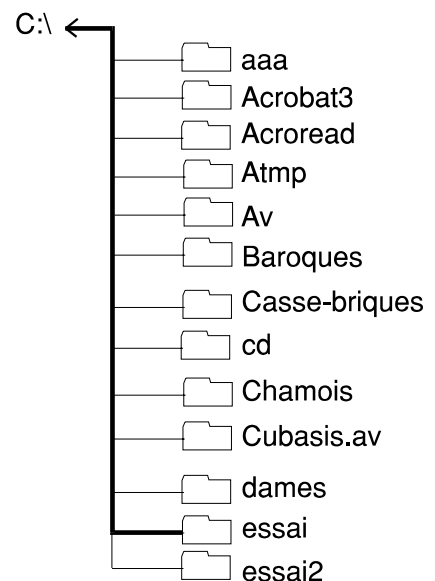 C:\
aaa
Acrobat3
Acroread
Atmp
Av
Baroques
Casse-briques
cd
Chamois
Cubasis.av
dames
essai
essai2